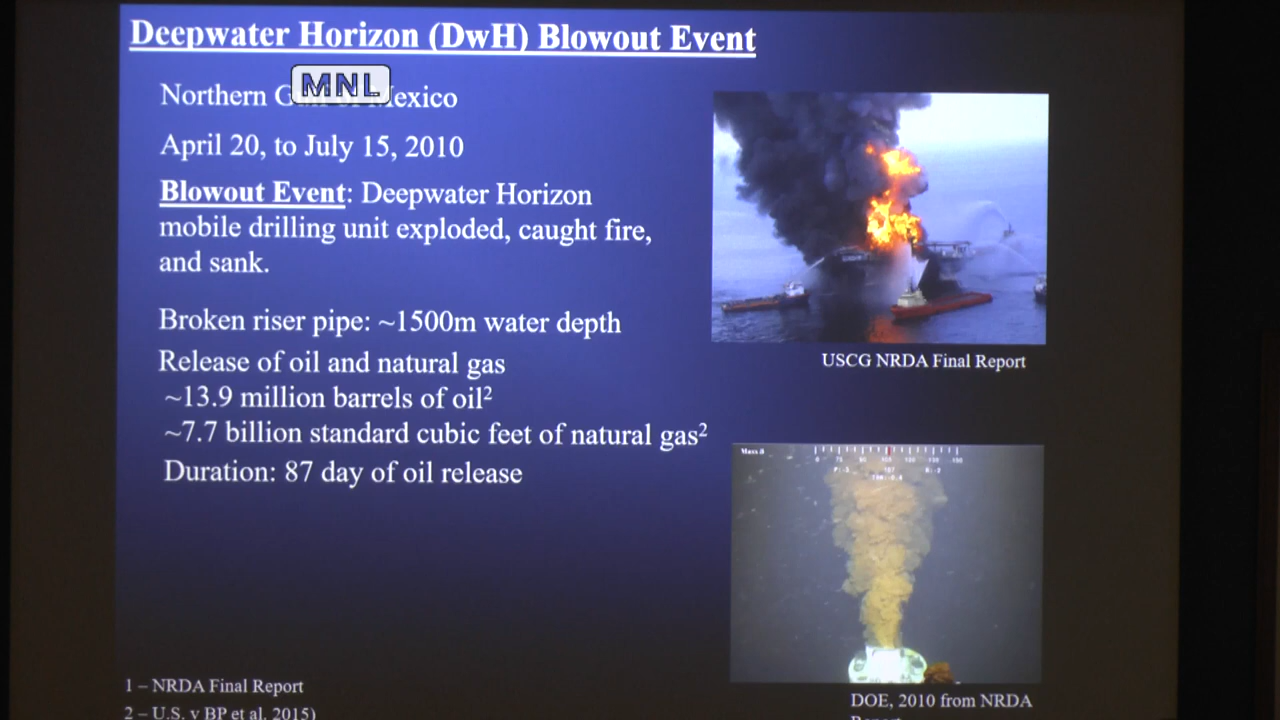 Deepwater Horizon (DwH) Blowout Event
MNL
Northern Mexico
April 20, to July 15, 2010
Blowout Event: Deepwater Horizon
mobile drilling unit exploded, caught fire,
and sank.
Broken riser pipe: ~1500m water depth
Release of oil and natural gas
~13.9 million barrels of oil²
~7.7 billion standard cubic feet of natural gas²
Duration: 87 day of oil release
USCG NRDA Final Report
DOE, 2010 from NRDA
1 – NRDA Final Report
2 – U.S. v BP et al. 2015)